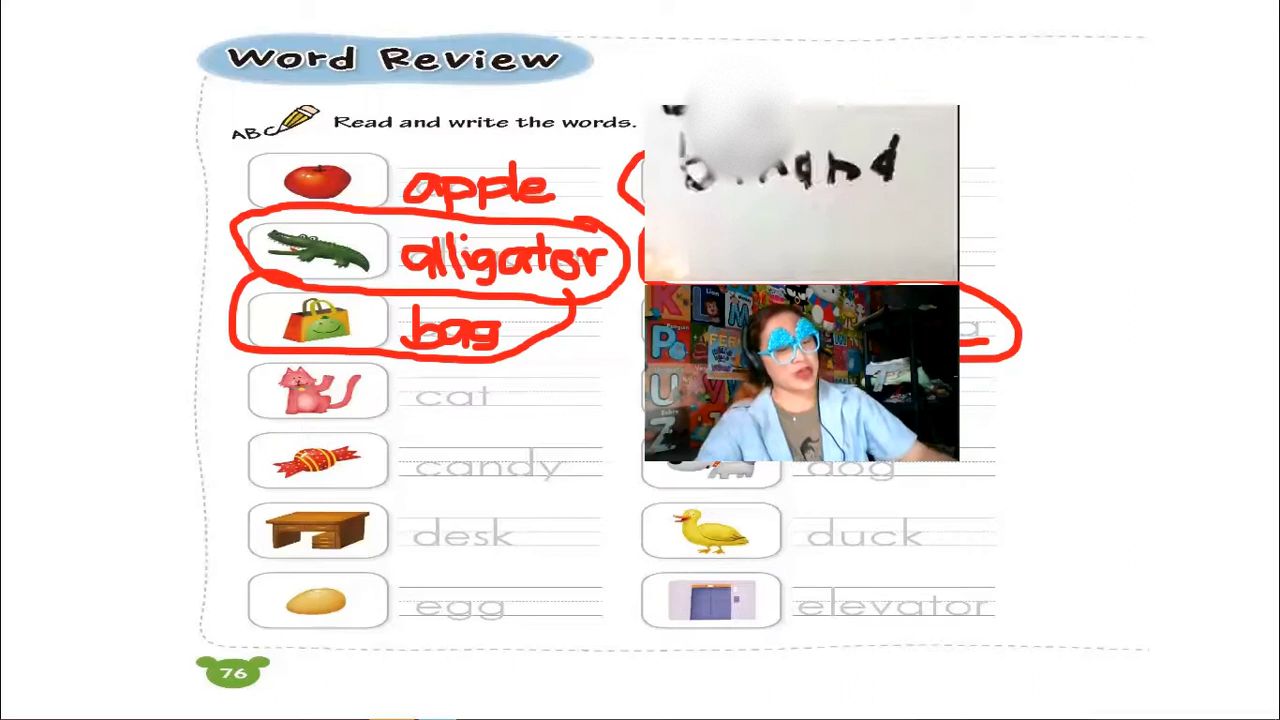 Word Review
ABC
Read and write the words.
apple
alligator
bag
cat
candy
dog
desk
duck
egg
elevator
76